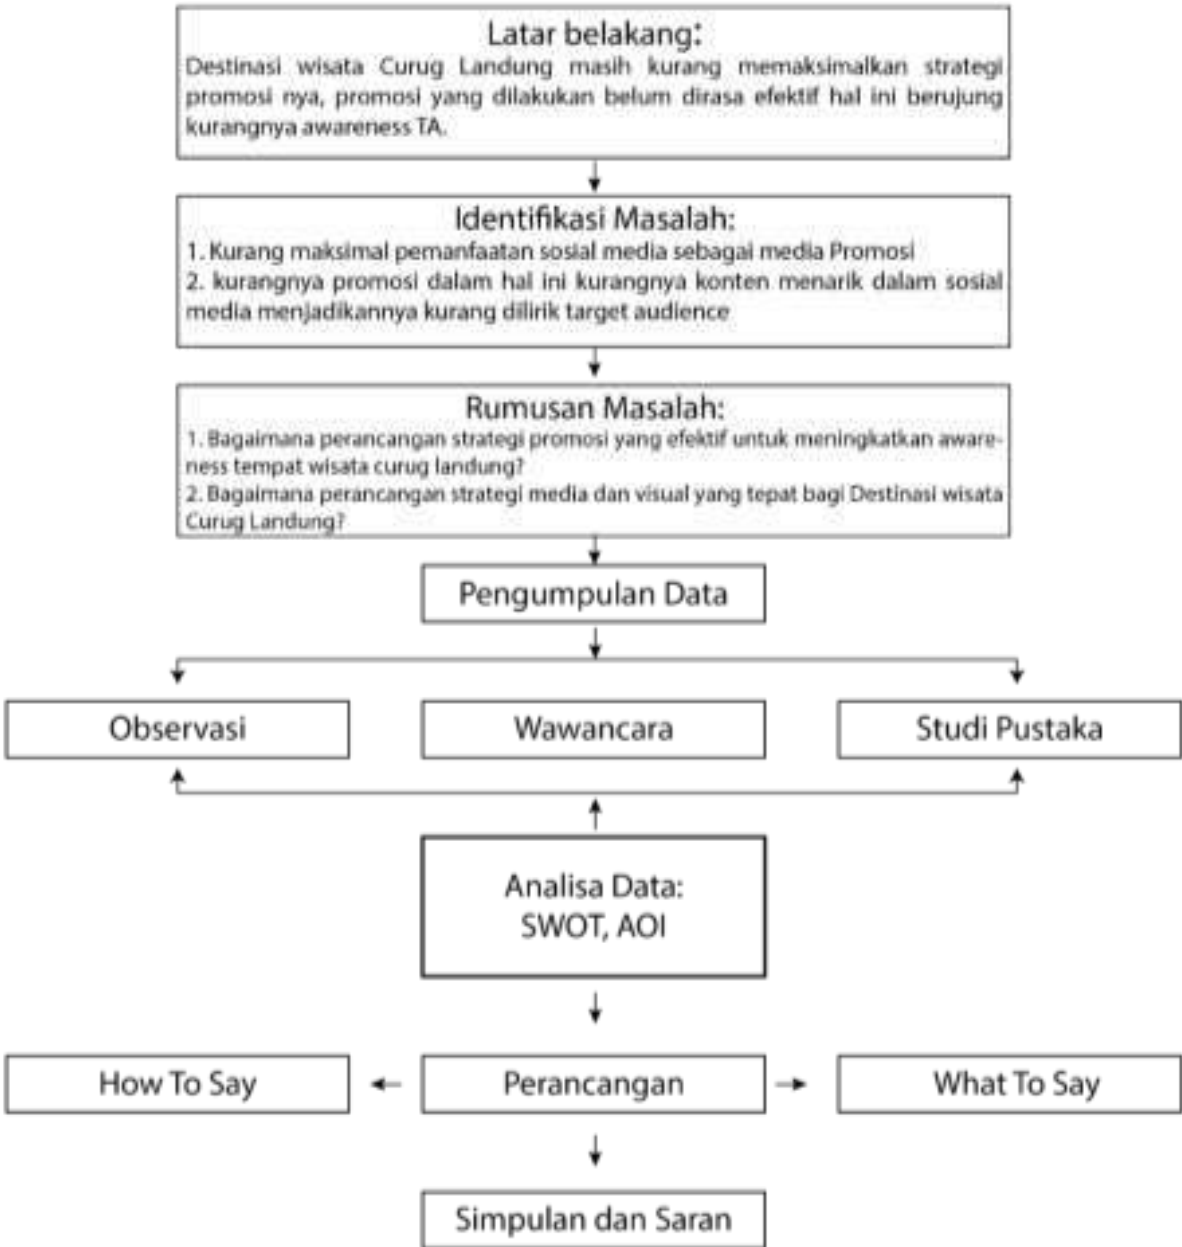 Latar belakang:
Destinasi wisata Curug Landung masih kurang memaksimalkan strategi
promosi nya, promosi yang dilakukan belum dirasa efektif hal ini berujung
kurangnya awareness TA.
Identifikasi Masalah:
1. Kurang maksimal pemanfaatan sosial media sebagai media Promosi
2. kurangnya promosi dalam hal ini kurangnya konten menarik dalam sosial
media menjadikannya kurang dilirik target audience
Rumusan Masalah:
1. Bagaimana perancangan strategi promosi yang efektif untuk meningkatkan aware-
ness tempat wisata curug landung?
2. Bagaimana perancangan strategi media dan visual yang tepat bagi Destinasi wisata
Curug Landung?
Pengumpulan Data
Observasi
Wawancara
Studi Pustaka
Analisa Data:
SWOT, AOI
How To Say
Perancangan
What To Say
Simpulan dan Saran